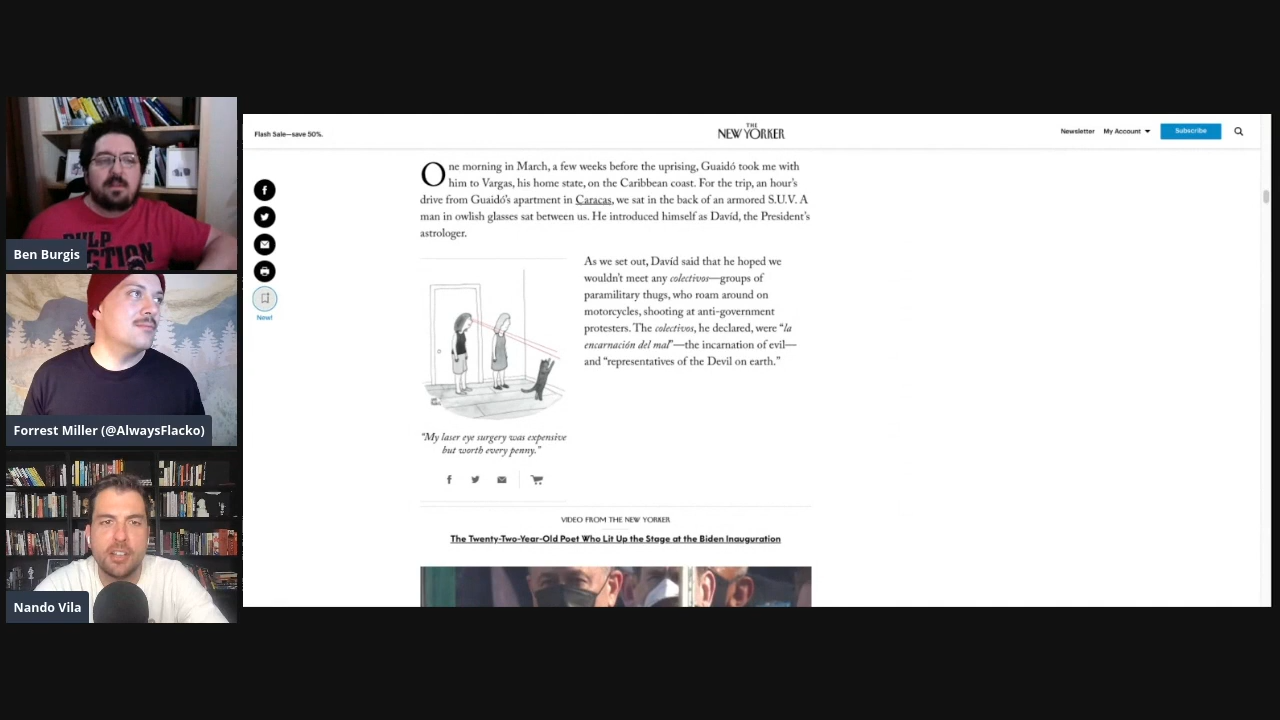 Ben Burgis
Forrest Miller (@AlwaysFlacko)
Nando Vila
Flash Sale—save 50%.
THE
NEW YORKER
Newsletter My Account Subscribe
One morning in March, a few weeks before the uprising, Guaidó took me with
him to Vargas, his home state, on the Caribbean coast. For the trip, an hour's
drive from Guaidó's apartment in Caracas, we sat in the back of an armored S.U.V. A
man in owlish glasses sat between us. He introduced himself as Davíd, the President's
astrologer.
New!
As we set out, Davíd said that he hoped we
wouldn't meet any colectivos—groups of
paramilitary thugs, who roam around on
motorcycles, shooting at anti-government
protesters. The colectivos, he declared, were "la
encarnación del mal"—the incarnation of evil—
and "representatives of the Devil on earth."
"My laser eye surgery was expensive
but worth every penny."
VIDEO FROM THE NEW YORKER
The Twenty-Two-Year-Old Poet Who Lit Up the Stage at the Biden Inauguration